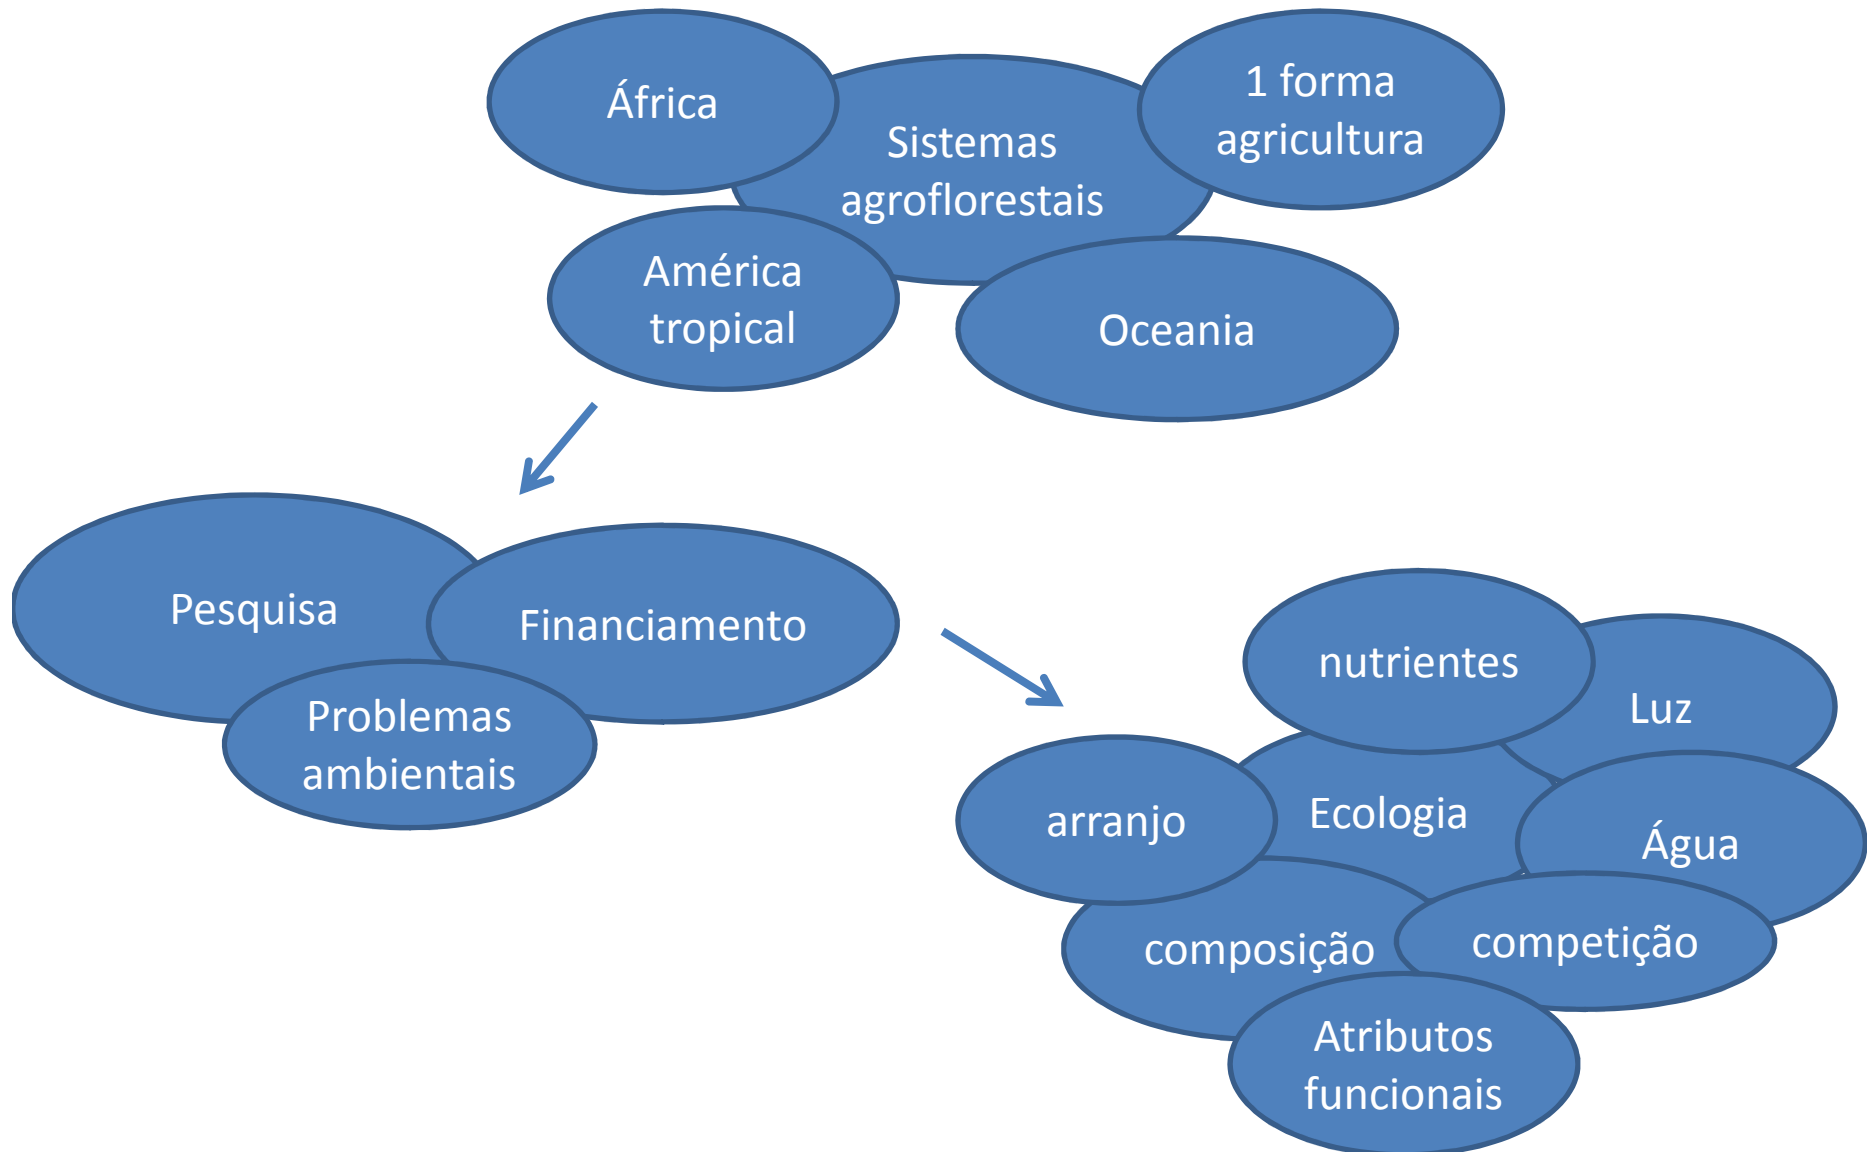 África
Sistemas
agroflorestais
1 forma
agricultura
América
tropical
Oceania
Pesquisa
Financiamento
Problemas
ambientais
nutrientes
Luz
arranjo
Ecologia
Água
composição
competição
Atributos
funcionais